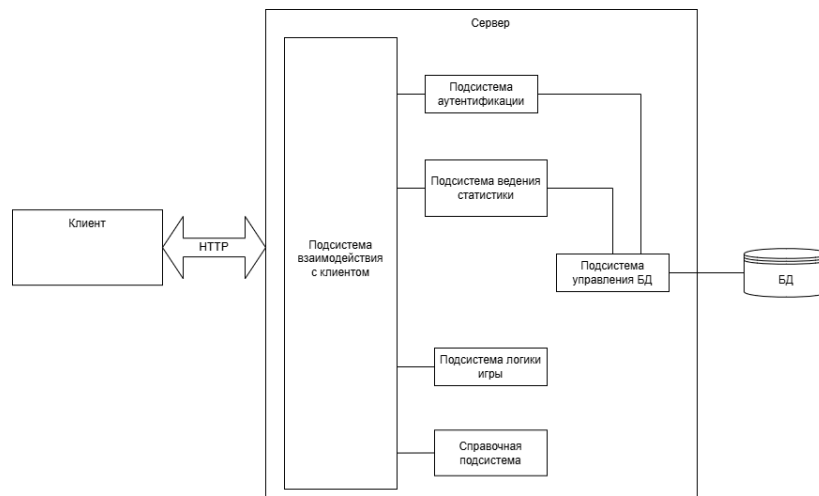 Сервер
Подсистема
аутентификации
Подсистема ведения
статистики
Клиент
HTTP
Подсистема
взаимодействия
с клиентом
Подсистема
управления БД
БД
Подсистема логики
игры
Справочная
подсистема